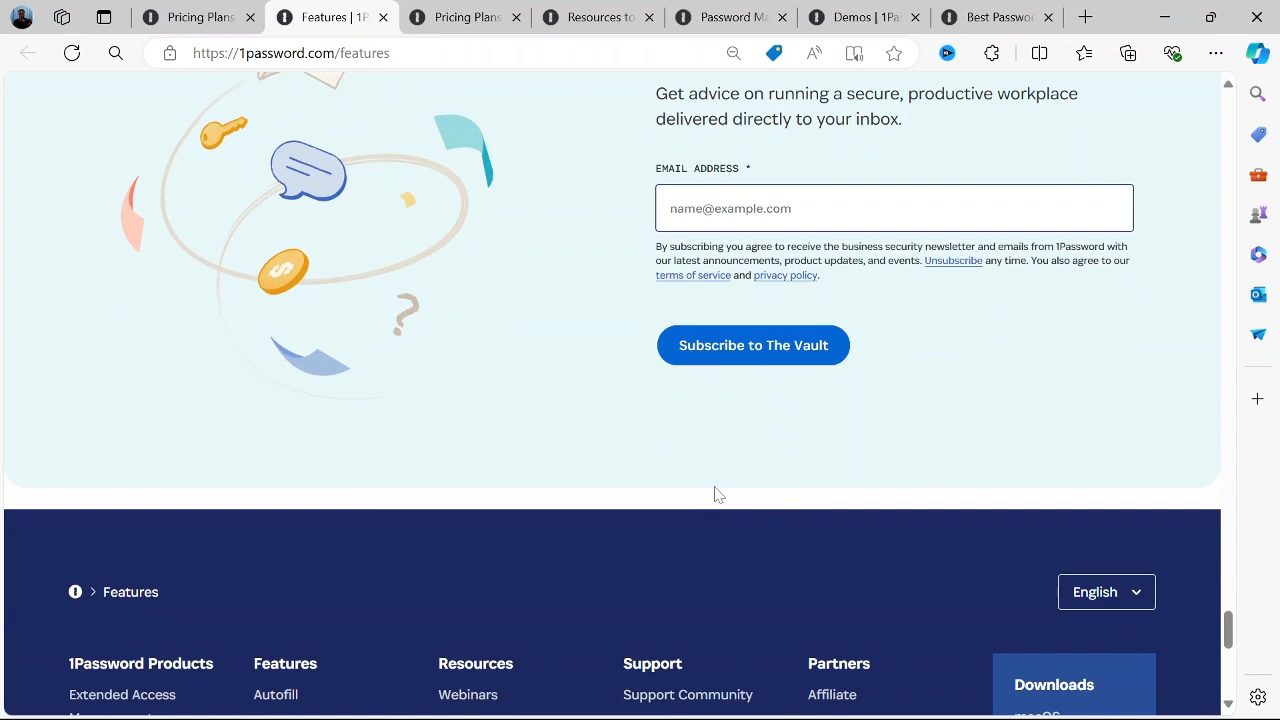 Pricing Plans
Features | 1P
Pricing Plans
Resources to
Password Ma
Demos | 1Pas
Best Passwor
https://1password.com/features
Get advice on running a secure, productive workplace
delivered directly to your inbox.
EMAIL ADDRESS *
name@example.com
By subscribing you agree to receive the business security newsletter and emails from 1Password with
our latest announcements, product updates, and events. Unsubscribe any time. You also agree to our
terms of service and privacy policy.
Subscribe to The Vault
Features
English
1Password Products
Features
Resources
Support
Partners
Downloads
Extended Access
Autofill
Webinars
Support Community
Affiliate
macOS